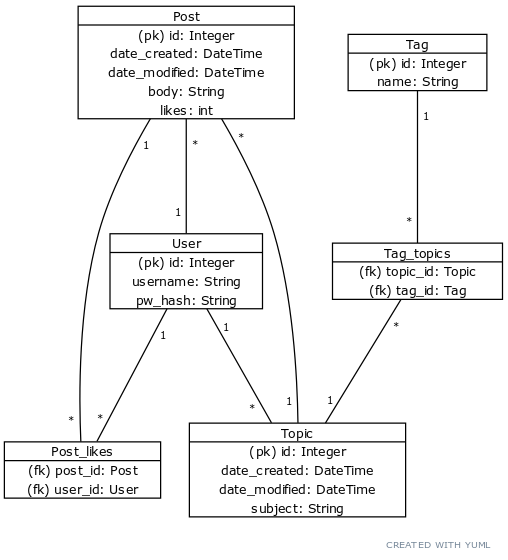 Post
(pk) id: Integer
date_created: DateTime
date_modified: DateTime
body: String
likes: int
Tag
(pk) id: Integer
name: String
1
*
*
1
1
*
User
(pk) id: Integer
username: String
pw_hash: String
Tag_topics
(fk) topic_id: Topic
(fk) tag_id: Tag
1
1
*
*
*
*
1
1
Post_likes
(fk) post_id: Post
(fk) user_id: User
Topic
(pk) id: Integer
date_created: DateTime
date_modified: DateTime
subject: String
CREATED WITH YUML